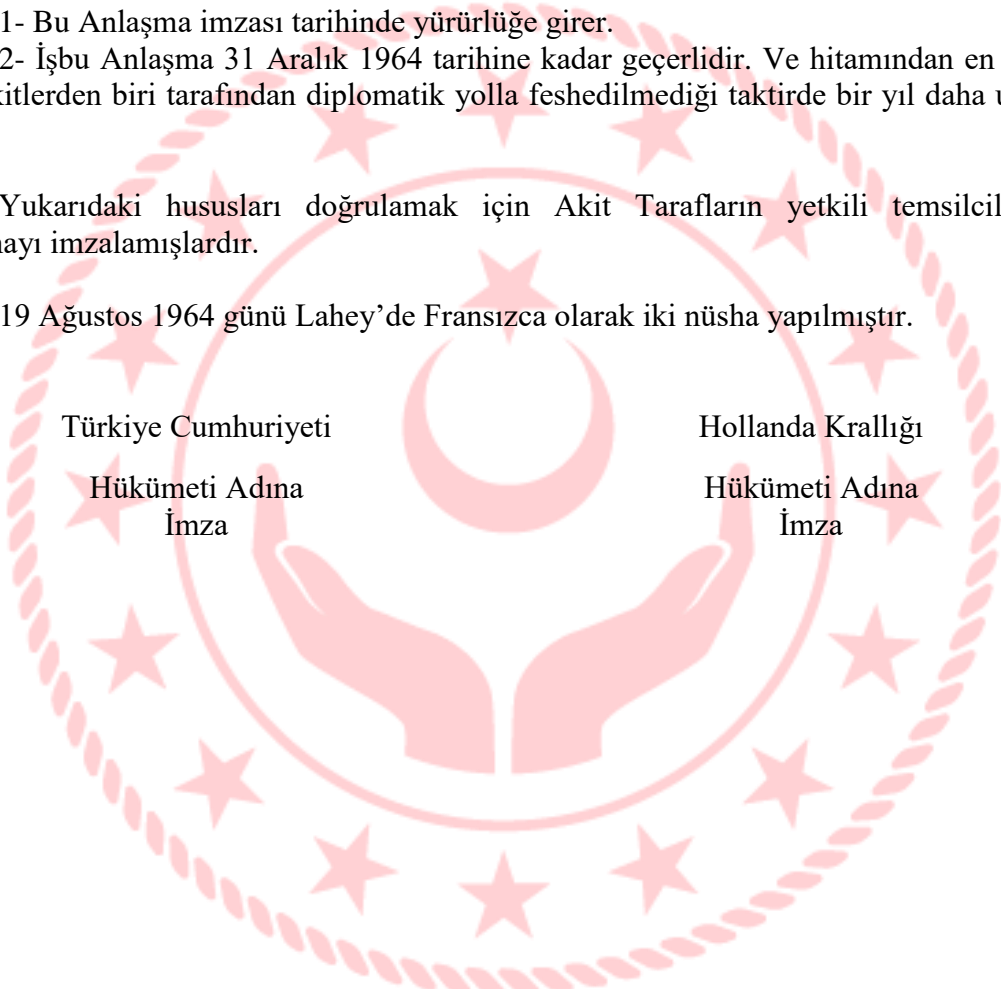 1- Bu Anlaşma imzası tarihinde yürürlüğe girer.
2- İşbu Anlaşma 31 Aralık 1964 tarihine kadar geçerlidir. Ve hitamından en
kitlerden biri tarafından diplomatik yolla feshedilmediği taktirde bir yıl daha u
Yukarıdaki hususları doğrulamak için Akit Tarafların yetkili temsilcil
nayı imzalamışlardır.
19 Ağustos 1964 günü Lahey’de Fransızca olarak iki nüsha yapılmıştır.
Türkiye Cumhuriyeti Hollanda Krallığı
Hükümeti Adına Hükümeti Adına
İmza İmza